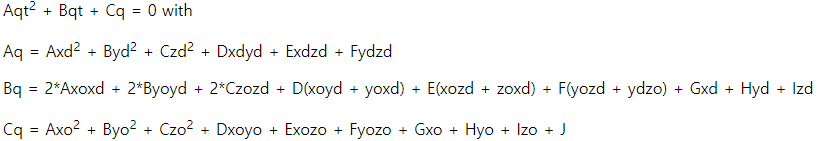 Aqt² + Bqt + Cq = 0 with
Aq = Axd² + Byd² + Czd² + Dxdyd + Exdzd + Fydzd
Bq = 2*Axoxd + 2*Byoyd + 2*Czozd + D(xoyd + yoxd) + E(xozd + zoxd) + F(yozd + ydzo) + Gxd + Hyd + Izd
Cq = Axo² + Byo² + Czo² + Dxoyo + Exozo + Fyozo + Gxo + Hyo + Izo + J